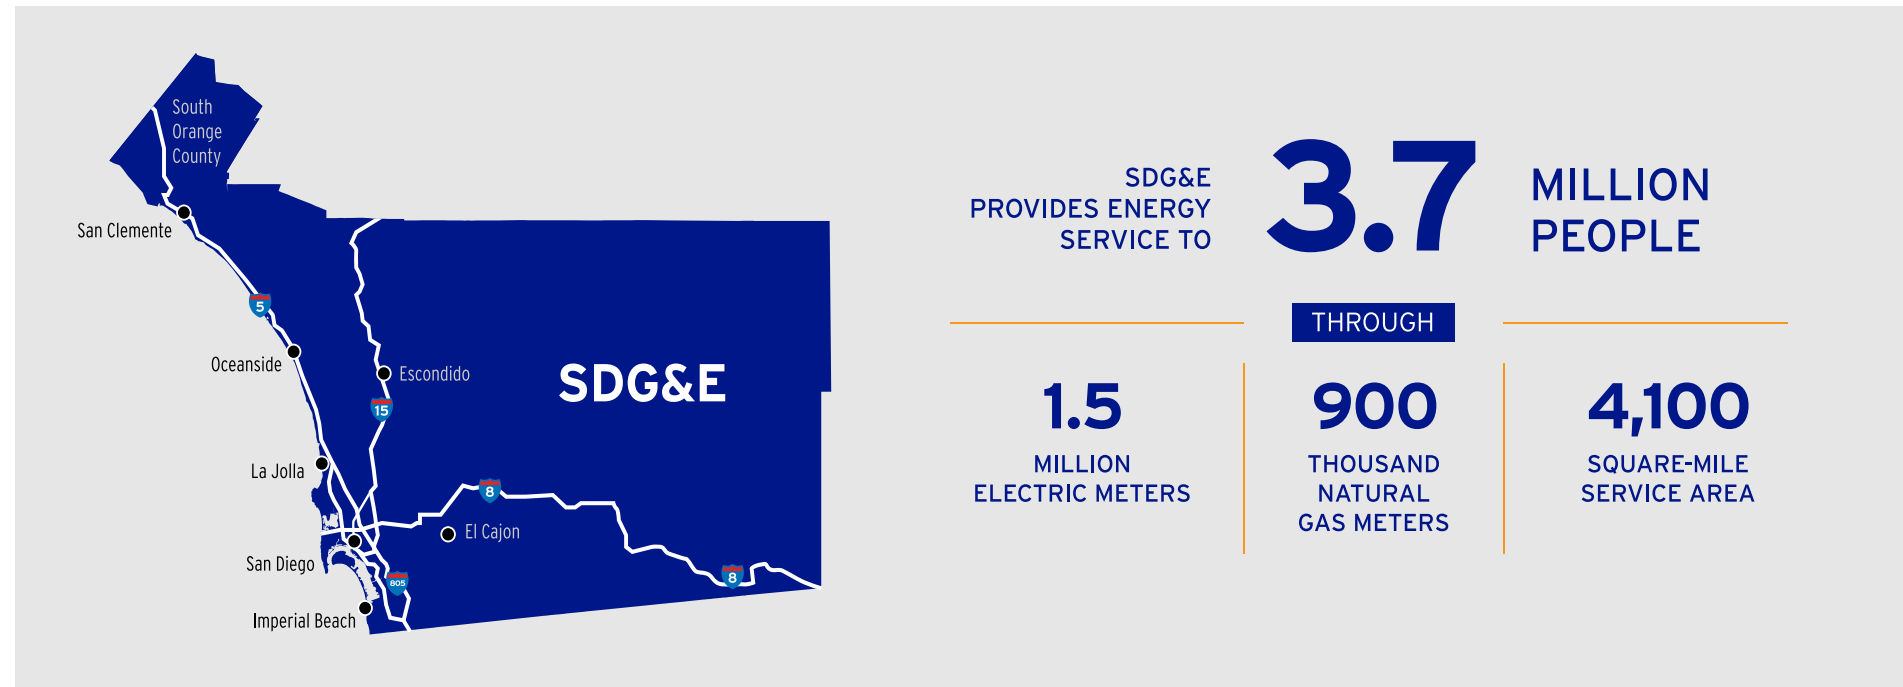 South
Orange
County
San Clemente
5
Oceanside
Escondido
15
SDG&E
La Jolla
8
El Cajon
San Diego
805
8
Imperial Beach
SDG&E
PROVIDES ENERGY
SERVICE TO
3.7
MILLION
PEOPLE
THROUGH
1.5
MILLION
ELECTRIC METERS
900
THOUSAND
NATURAL
GAS METERS
4,100
SQUARE-MILE
SERVICE AREA